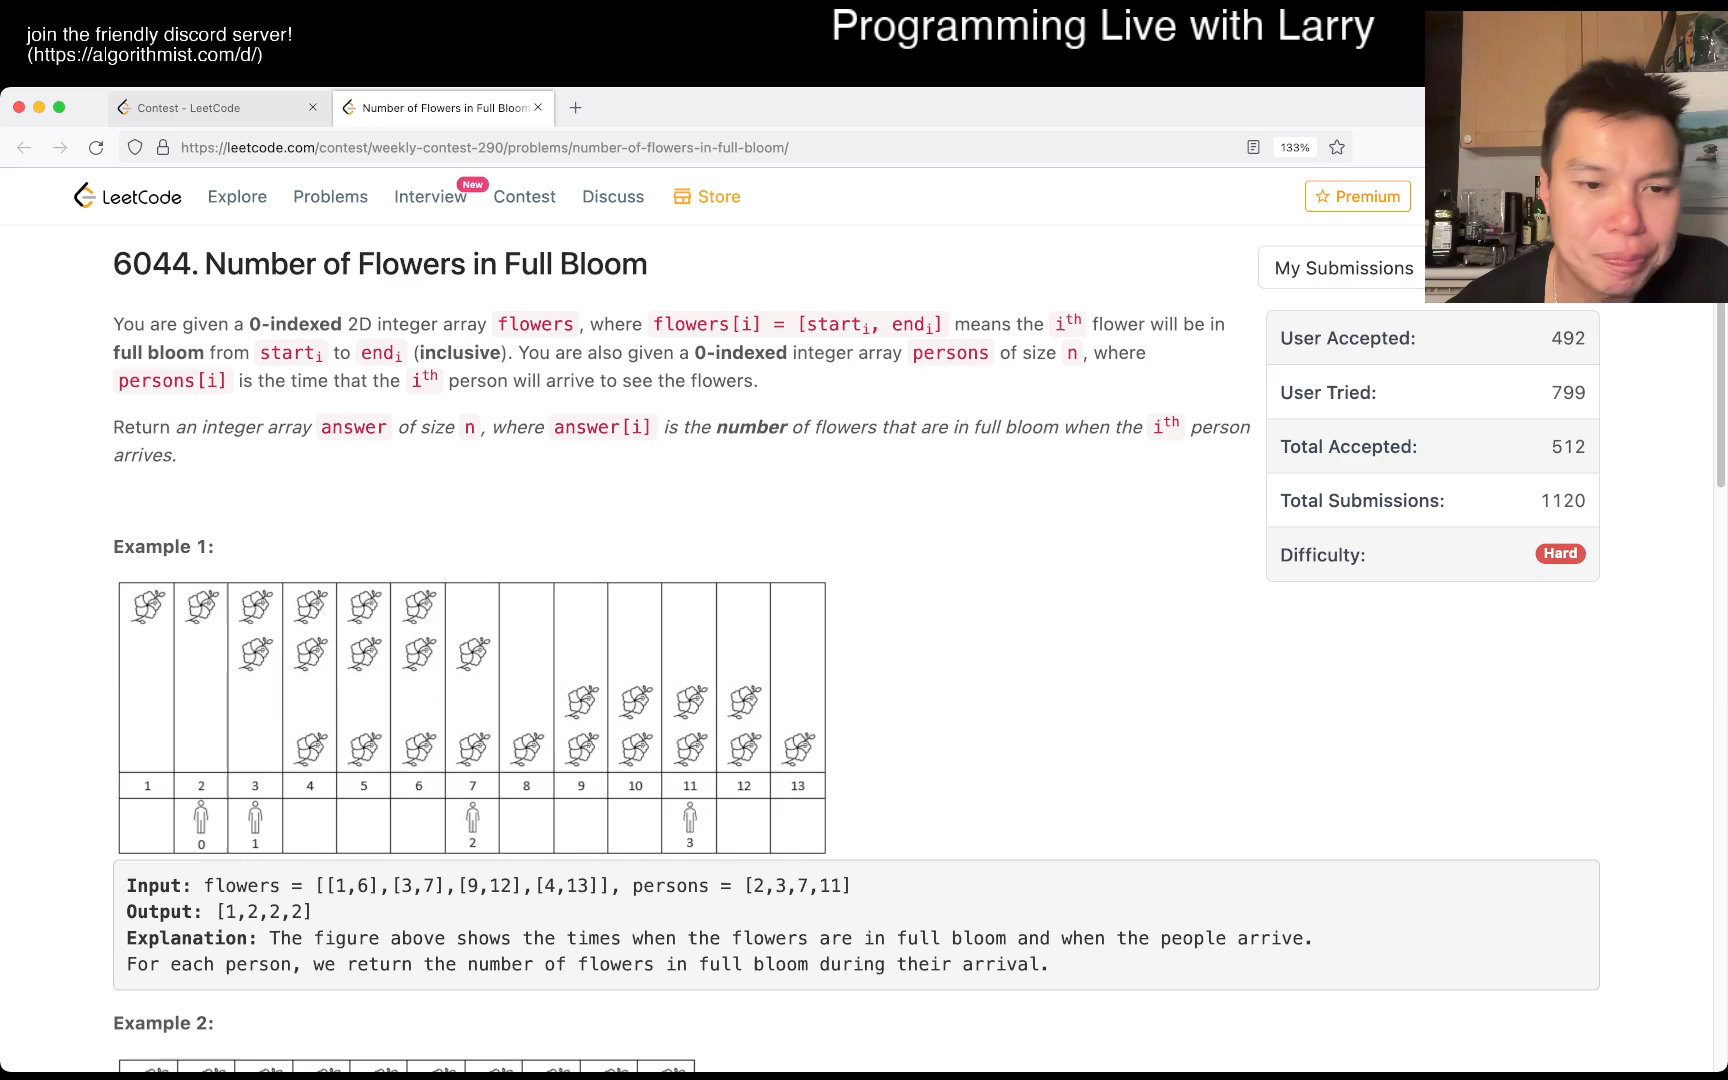 join the friendly discord server!
(https://algorithmist.com/d/)
Programming Live with Larry
Contest - LeetCode
Number of Flowers in Full Bloom
https://leetcode.com/contest/weekly-contest-290/problems/number-of-flowers-in-full-bloom/
133%
LeetCode
Explore
Problems
Interview
New
Contest
Discuss
Store
Premium
6044. Number of Flowers in Full Bloom
My Submissions
You are given a 0-indexed 2D integer array flowers, where flowers[i] = [starti, endi] means the ith flower will be in
full bloom from starti to endi (inclusive). You are also given a 0-indexed integer array persons of size n, where
persons[i] is the time that the ith person will arrive to see the flowers.
Return an integer array answer of size n, where answer[i] is the number of flowers that are in full bloom when the ith person
arrives.
User Accepted: 492
User Tried: 799
Total Accepted: 512
Total Submissions: 1120
Difficulty: Hard
Example 1:
1 2 3 4 5 6 7 8 9 10 11 12 13
0 1 2 3
Input: flowers = [[1,6],[3,7],[9,12],[4,13]], persons = [2,3,7,11]
Output: [1,2,2,2]
Explanation: The figure above shows the times when the flowers are in full bloom and when the people arrive.
For each person, we return the number of flowers in full bloom during their arrival.
Example 2: